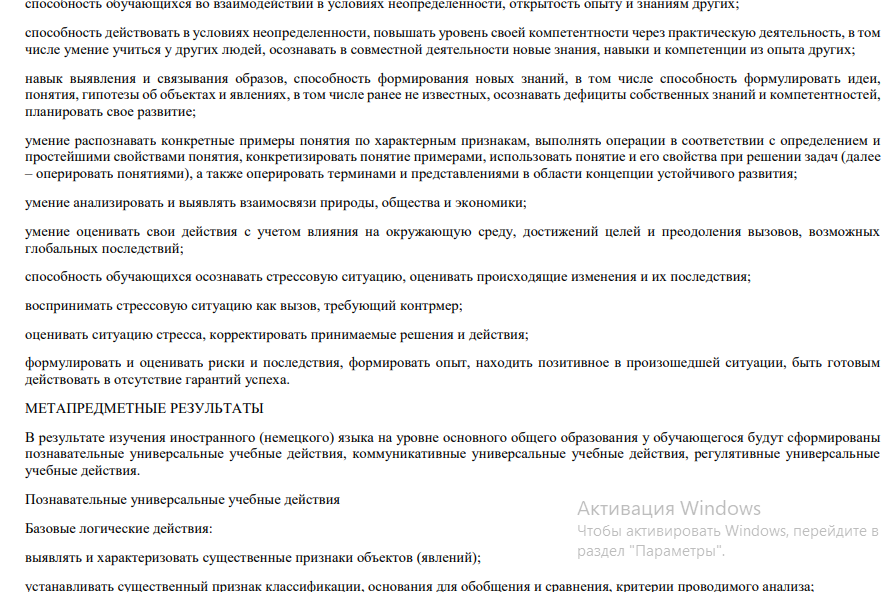 способность обучающихся во взаимодействии в условиях неопределенности, открытость опыту и знаниям других;
способность действовать в условиях неопределенности, повышать уровень своей компетентности через практическую деятельность, в том
числе умение учиться у других людей, осознавать в совместной деятельности новые знания, навыки и компетенции из опыта других;
навык выявления и связывания образов, способность формирования новых знаний, в том числе способность формулировать идеи,
понятия, гипотезы об объектах и явлениях, в том числе ранее не известных, осознавать дефициты собственных знаний и компетентностей,
планировать свое развитие;
умение распознавать конкретные примеры понятия по характерным признакам, выполнять операции в соответствии с определением и
простейшими свойствами понятия, конкретизировать понятие примерами, использовать понятие и его свойства при решении задач (далее
– оперировать понятиями), а также оперировать терминами и представлениями в области концепции устойчивого развития;
умение анализировать и выявлять взаимосвязи природы, общества и экономики;
умение оценивать свои действия с учетом влияния на окружающую среду, достижений целей и преодоления вызовов, возможных
глобальных последствий;
способность обучающихся осознавать стрессовую ситуацию, оценивать происходящие изменения и их последствия;
воспринимать стрессовую ситуацию как вызов, требующий контрмер;
оценивать ситуацию стресса, корректировать принимаемые решения и действия;
формулировать и оценивать риски и последствия, формировать опыт, находить позитивное в произошедшей ситуации, быть готовым
действовать в отсутствие гарантий успеха.
МЕТАПРЕДМЕТНЫЕ РЕЗУЛЬТАТЫ
В результате изучения иностранного (немецкого) языка на уровне основного общего образования у обучающегося будут сформированы
познавательные универсальные учебные действия, коммуникативные универсальные учебные действия, регулятивные универсальные
учебные действия.
Познавательные универсальные учебные действия
Базовые логические действия:
выявлять и характеризовать существенные признаки объектов (явлений);
устанавливать существенный признак классификации, основания для обобщения и сравнения, критерии проводимого анализа;
Активация Windows
Чтобы активировать Windows, перейдите в
раздел "Параметры".